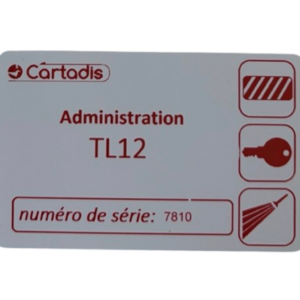 Cartadis
Administration
TL12
numéro de série: 7810